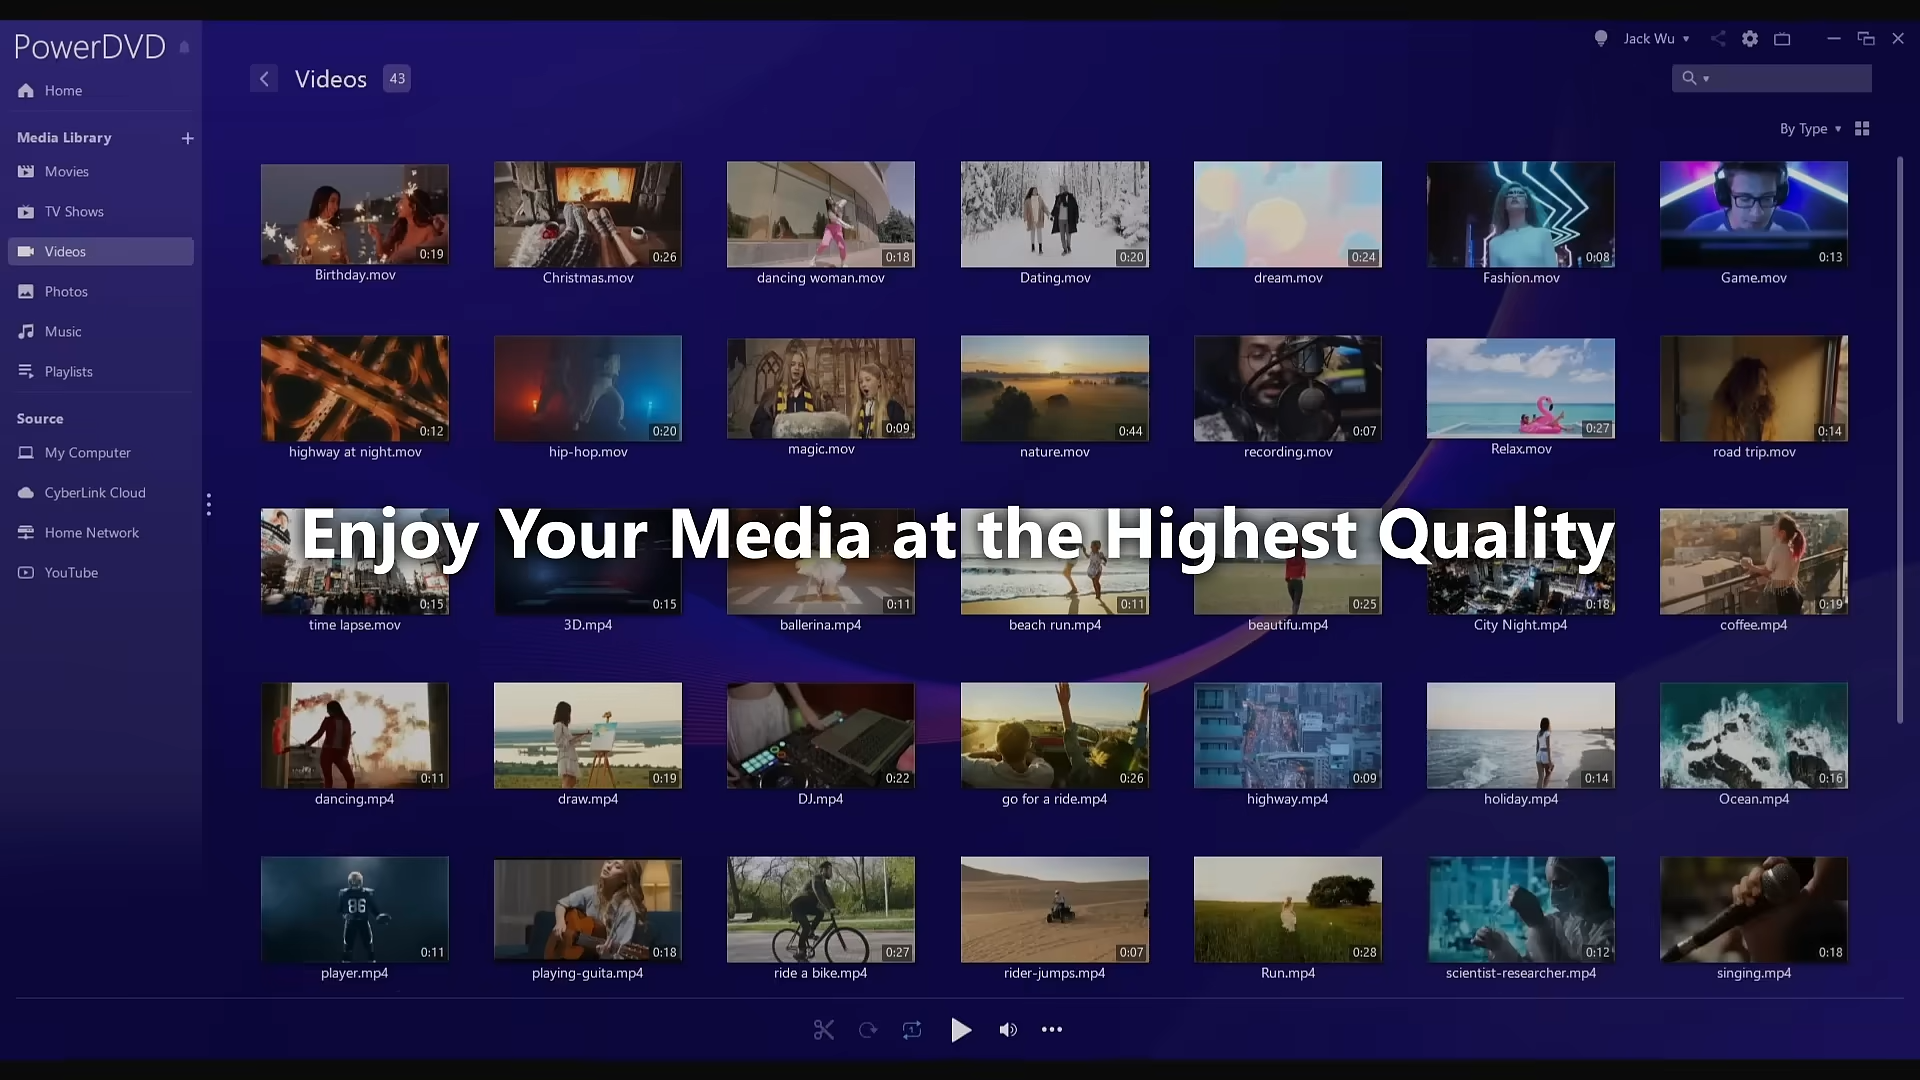 PowerDVD
Jack Wu
Home
Videos 43
Media Library
Movies
TV Shows
Videos
Photos
Music
Playlists
Source
My Computer
CyberLink Cloud
Home Network
YouTube
By Type
0:19 0:26 0:18 0:20 0:24 0:08 0:13
Birthday.mov Christmas.mov dancing woman.mov Dating.mov dream.mov Fashion.mov Game.mov
0:12 0:20 0:09 0:44 0:07 0:27 0:14
highway at night.mov hip-hop.mov magic.mov nature.mov recording.mov Relax.mov road trip.mov
Enjoy Your Media at the Highest Quality
0:15 0:15 0:11 0:11 0:25 0:18 0:19
time lapse.mov 3D.mp4 ballerina.mp4 beach run.mp4 beautifu.mp4 City Night.mp4 coffee.mp4
0:11 0:19 0:22 0:26 0:09 0:14 0:16
dancing.mp4 draw.mp4 DJ.mp4 go for a ride.mp4 highway.mp4 holiday.mp4 Ocean.mp4
86
0:11 0:18 0:27 0:07 0:28 0:12 0:18
player.mp4 playing-guita.mp4 ride a bike.mp4 rider-jumps.mp4 Run.mp4 scientist-researcher.mp4 singing.mp4